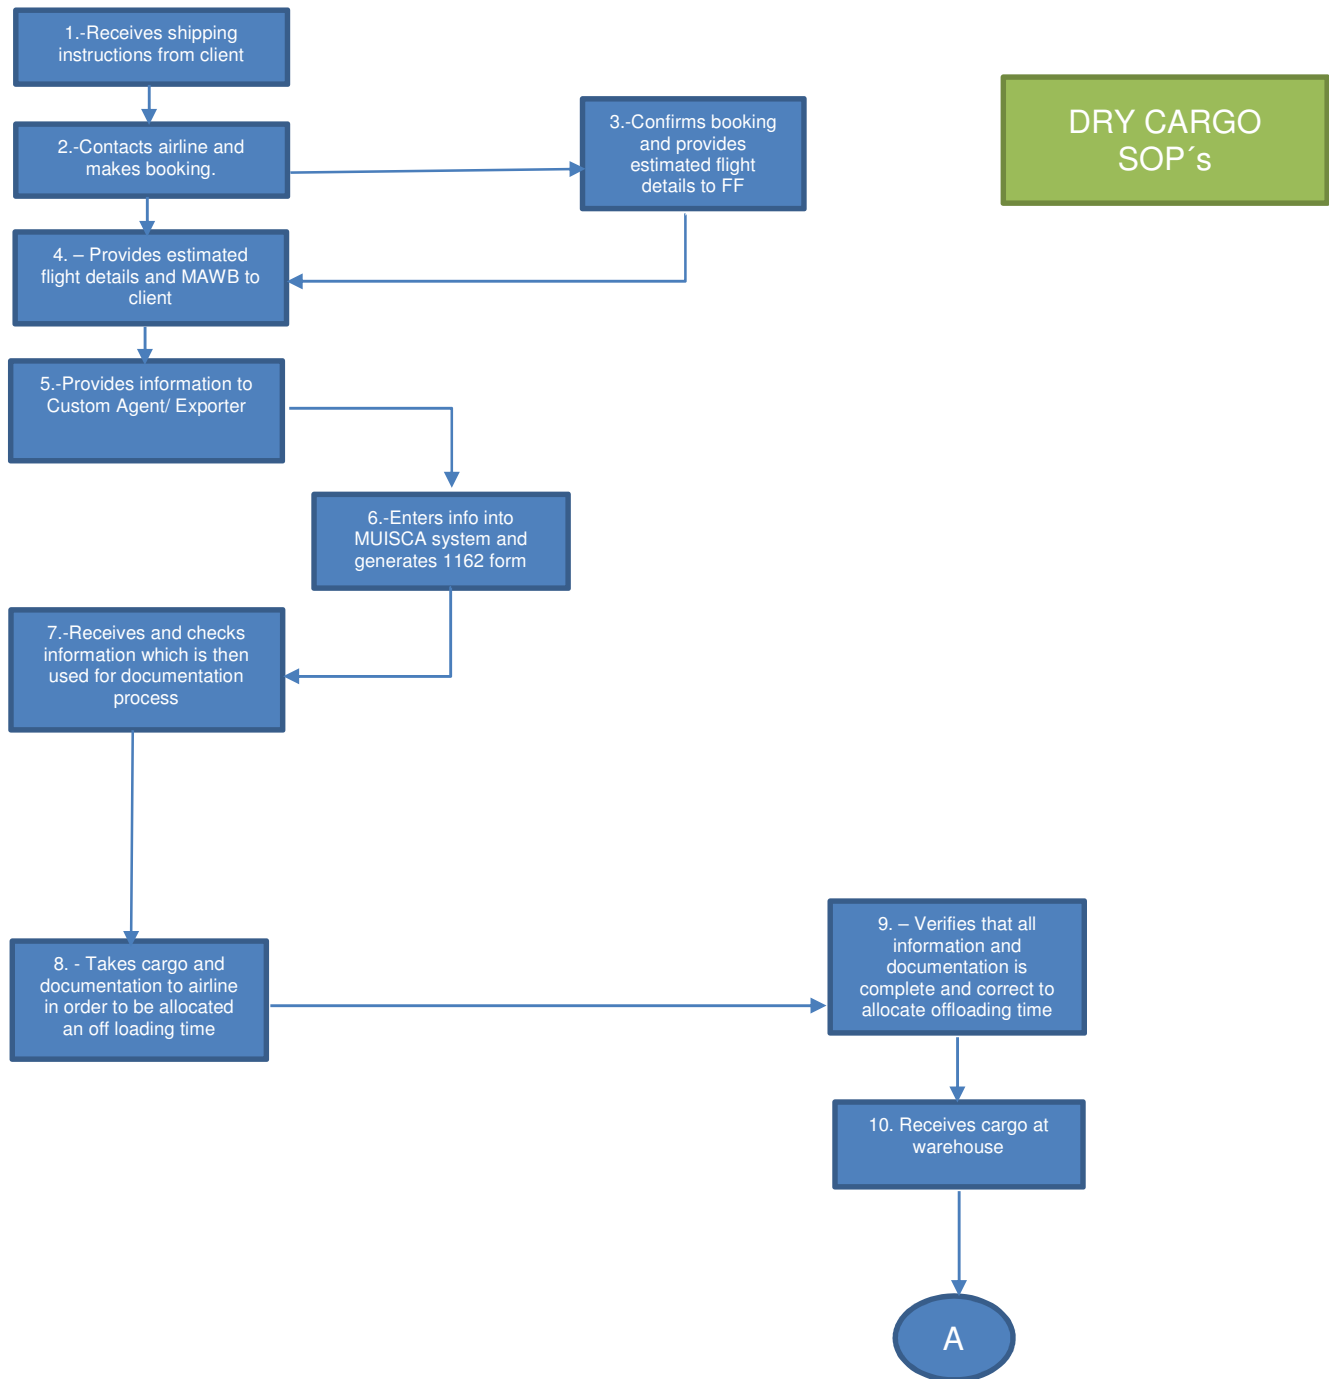 1.-Receives shipping
instructions from client
DRY CARGO
SOP´s
2.-Contacts airline and
makes booking.
3.-Confirms booking
and provides
estimated flight
details to FF
4. – Provides estimated
flight details and MAWB to
client
5.-Provides information to
Custom Agent/ Exporter
6.-Enters info into
MUISCA system and
generates 1162 form
7.-Receives and checks
information which is then
used for documentation
process
8. - Takes cargo and
documentation to airline
in order to be allocated
an off loading time
9. – Verifies that all
information and
documentation is
complete and correct to
allocate offloading time
10. Receives cargo at
warehouse
A